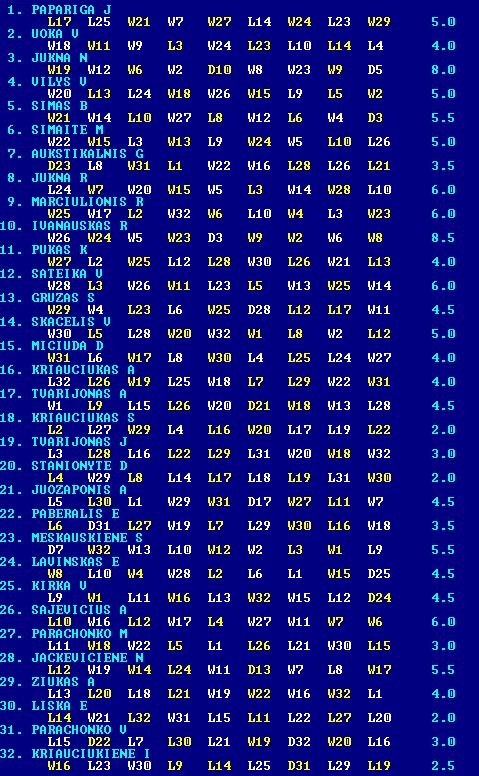 1. PAPARIGA J
L17 L25 W21 W7 W27 L14 W24 L23 W29 5.0
2. UOKA V
W18 W11 W9 L3 W24 L23 L10 L14 L4 4.0
3. JUKNA N
W19 W12 W6 W2 D10 W8 W23 W9 D5 8.0
4. VILYS V
W20 L13 L24 W18 W26 W15 L9 L5 W2 5.0
5. SIMAS B
W21 W14 L10 W27 L8 W12 L6 W4 D3 5.5
6. SIMAITE M
W22 W15 L3 W13 L9 W24 W5 L10 L26 5.0
7. AUKSTIKALNIS G
D23 L8 W31 L1 W22 W16 L28 L26 L21 3.5
8. JUKNA R
L24 W7 W20 W15 W5 L3 W14 W28 L10 6.0
9. MARCIULIONIS R
W25 W17 L2 W32 W6 L10 W4 L3 W23 6.0
10. IVANAUSKAS R
W26 W24 W5 W23 D3 W9 W2 W6 W8 8.5
11. PUKAS K
W27 L2 W25 L12 L28 W30 L26 W21 L13 4.0
12. SATEIKA V
W28 L3 W26 W11 L23 L5 W13 W25 W14 6.0
13. GRUZAS S
W29 W4 L23 L6 W25 D28 L12 L17 W11 4.5
14. SKACELIS V
W30 L5 L28 W20 W32 W1 L8 W2 L12 5.0
15. MICIUDA D
W31 L6 W17 L8 W30 L4 L25 L24 W27 4.0
16. KRIAUCIUKAS A
L32 L26 W19 L25 W18 L7 L29 W22 W31 4.0
17. TVARIJONAS A
W1 L9 L15 L26 W20 D21 W18 W13 L28 4.5
18. KRIAUCIUKAS S
L2 L27 W29 L4 L16 W20 L17 L19 L22 2.0
19. TVARIJONAS J
L3 L28 L16 L22 L29 L31 W20 W18 W32 3.0
20. STANIONYTE D
L4 W29 L8 L14 L17 L18 L19 L31 W30 2.0
21. JUOZAPONIS A
L5 L30 L1 W29 W31 D17 W27 L11 W7 4.5
22. PABERALIS E
L6 D31 L27 W19 L7 L29 W30 L16 W18 3.5
23. MESKAUSKIENE S
D7 W32 W13 L10 W12 W2 L3 W1 L9 5.5
24. LAVINSKAS E
W8 L10 W4 W28 L2 L6 L1 W15 D25 4.5
25. KIRKA V
L9 W1 L11 W16 L13 W32 W15 L12 D24 4.5
26. SAJEVICIUS A
L10 W16 L12 W17 L4 W27 W11 W7 W6 6.0
27. PARACHONKO M
L11 W18 W22 L5 L1 L26 L21 W30 L15 3.0
28. JACKEVICIENE N
L12 W19 W14 L24 W11 D13 W7 L8 W17 5.5
29. ZIUKAS A
L13 L20 L18 L21 W19 W22 W16 W32 L1 4.0
30. LISKA E
L14 W21 L32 W31 L15 L11 L22 L27 L20 2.0
31. PARACHONKO V
L15 D22 L7 L30 L21 W19 D32 W20 L16 3.0
32. KRIAUCIUKIENE I
W16 L23 W30 L9 L14 L25 D31 L29 L19 2.5